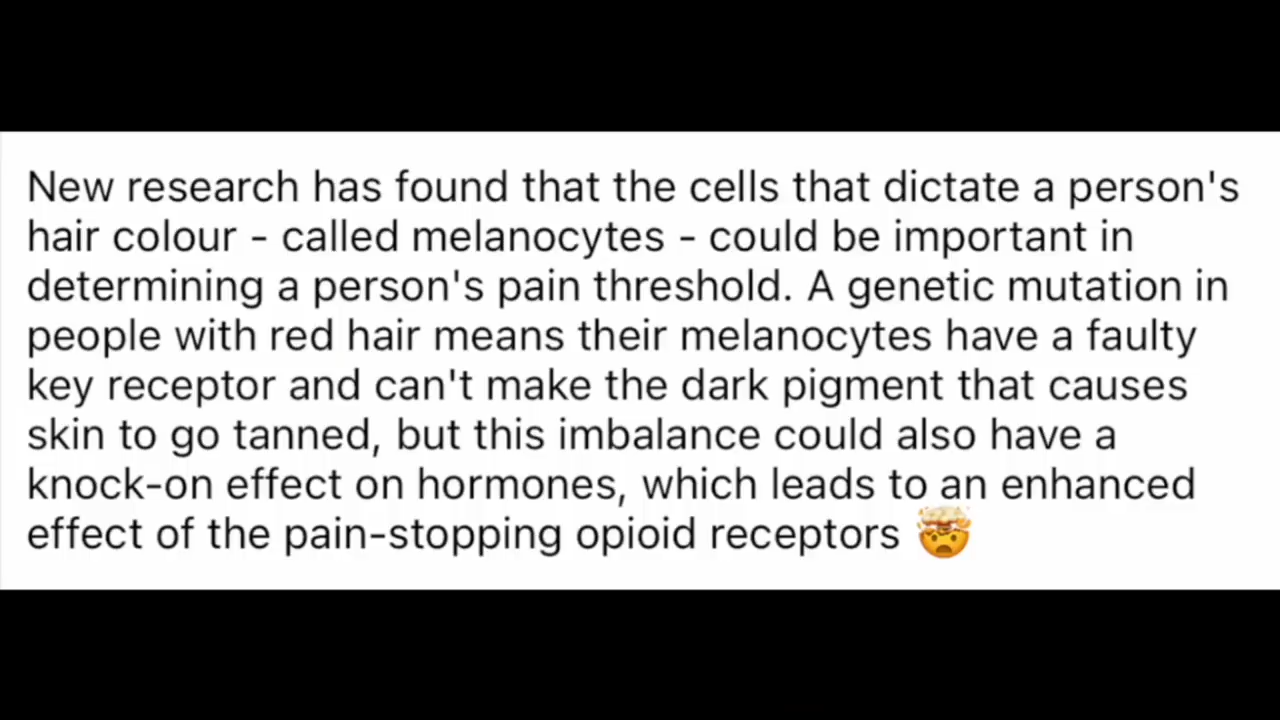 New research has found that the cells that dictate a person's
hair colour - called melanocytes - could be important in
determining a person's pain threshold. A genetic mutation in
people with red hair means their melanocytes have a faulty
key receptor and can't make the dark pigment that causes
skin to go tanned, but this imbalance could also have a
knock-on effect on hormones, which leads to an enhanced
effect of the pain-stopping opioid receptors 🤯